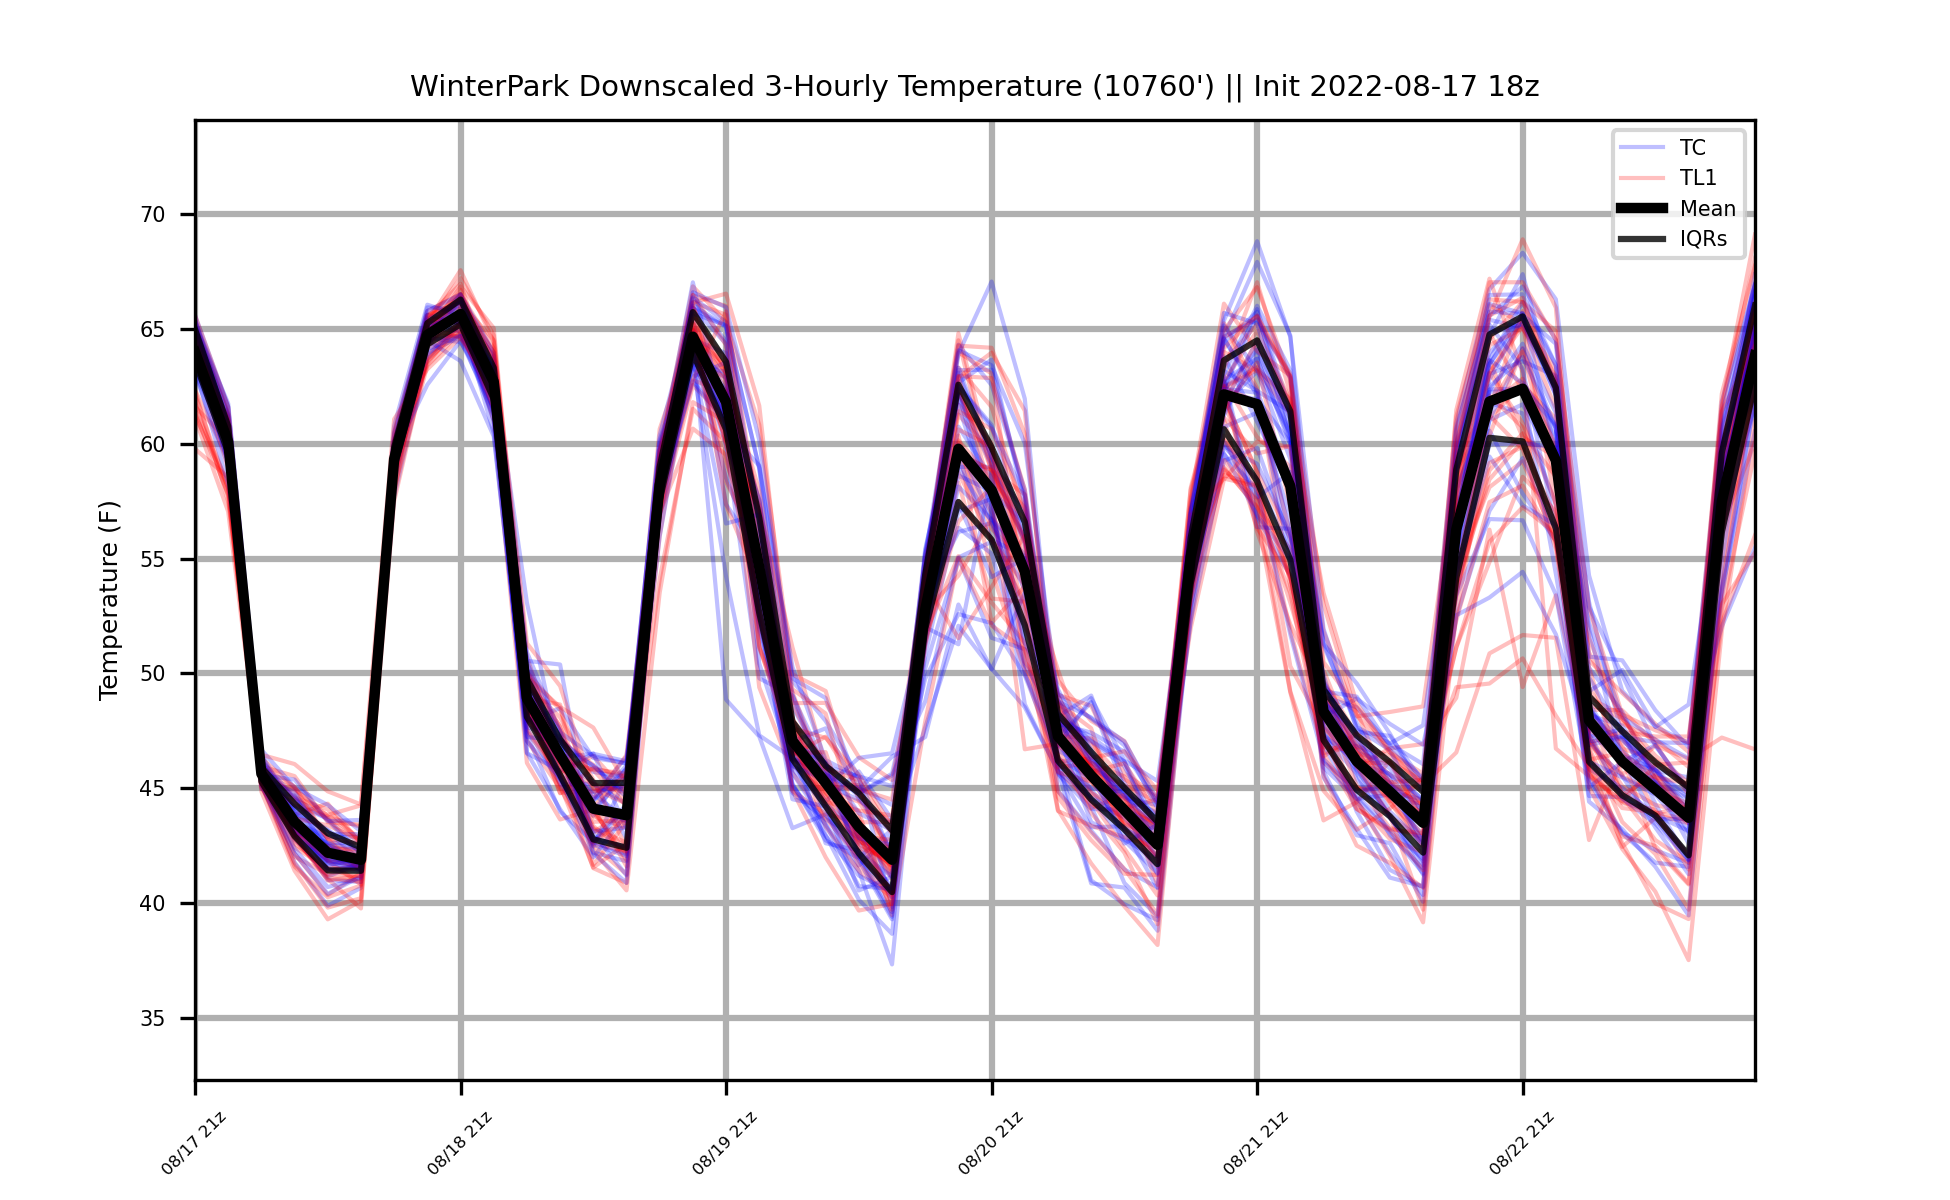 WinterPark Downscaled 3-Hourly Temperature (10760') || Init 2022-08-17 18z
TC
TL1
Mean
IQRs
Temperature (F)
70
65
60
55
50
45
40
35
08/17 21z
08/18 21z
08/19 21z
08/20 21z
08/21 21z
08/22 21z